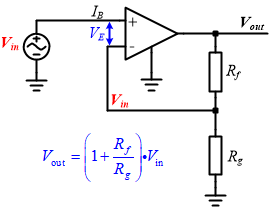 I_B
V_out
V_in
V_E
+
-
R_f
V_in
V_out = (1 + R_f / R_g) • V_in
R_g